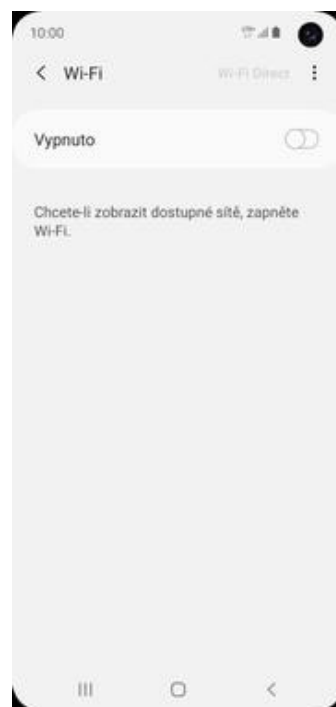 10:00
Wi-Fi
Wi-Fi Direct
Vypnuto
Chcete-li zobrazit dostupné sítě, zapněte
Wi-Fi.